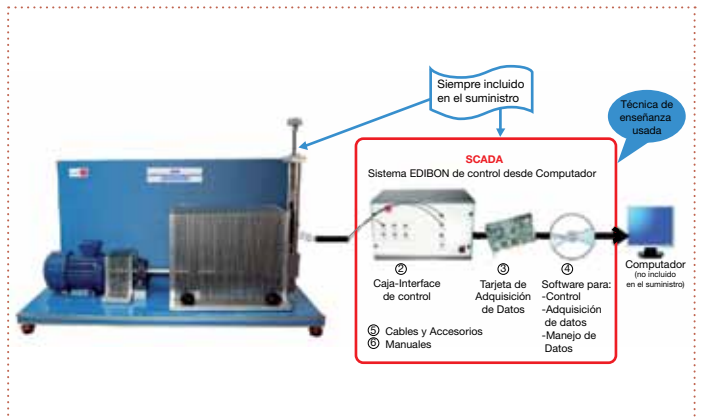 Siempre incluido
en el suministro
Técnica de
enseñanza
usada
SCADA
Sistema EDIBON de control desde Computador
② 
Caja-Interface
de control
③
Tarjeta de
Adquisición
de Datos
④
Software para:
-Control
-Adquisición
de datos
-Manejo de
Datos
Computador
(no incluido
en el suministro)
⑤ Cables y Accesorios
⑥ Manuales